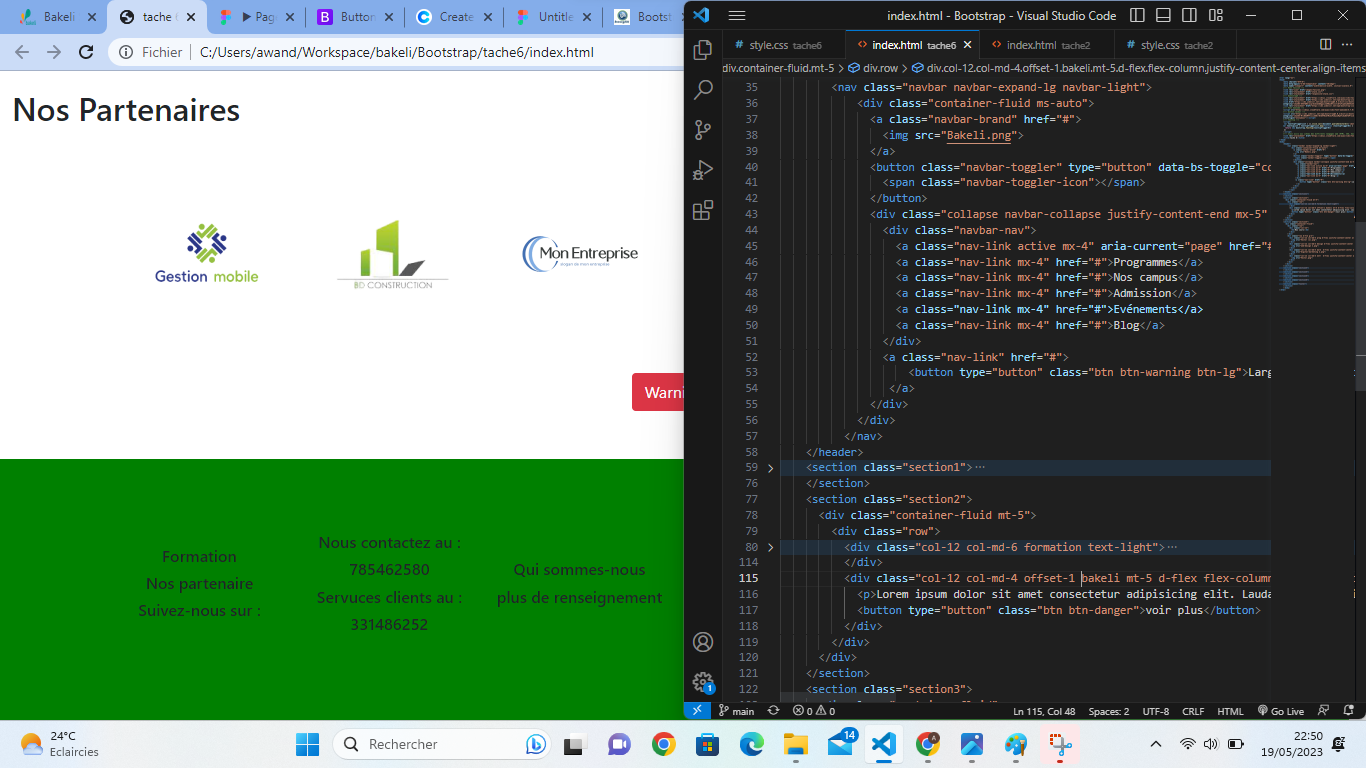 Bakeli
tache 6
Page
Button
Create
Untitle
Bootst
Fichier
C:/Users/awand/Workspace/bakeli/Bootstrap/tache6/index.html
Nos Partenaires
Gestion mobile
BD CONSTRUCTION
Mon Entreprise
slogan de mon entreprise
Warni
Formation
Nos partenaire
Suivez-nous sur :
Nous contactez au :
785462580
Servuces clients au :
331486252
Qui sommes-nous
plus de renseignement
index.html - Bootstrap - Visual Studio Code
# style.css tache6
<> index.html tache6
<> index.html tache2
# style.css tache2
div.container-fluid.mt-5 > div.row > div.col-12.col-md-4.offset-1.bakeli.mt-5.d-flex.flex-column.justify-content-center.align-items
35 <nav class="navbar navbar-expand-lg navbar-light">
36 <div class="container-fluid ms-auto">
37 <a class="navbar-brand" href="#">
38 <img src="Bakeli.png">
39 </a>
40 <button class="navbar-toggler" type="button" data-bs-toggle="co
41 <span class="navbar-toggler-icon"></span>
42 </button>
43 <div class="collapse navbar-collapse justify-content-end mx-5"
44 <div class="navbar-nav">
45 <a class="nav-link active mx-4" aria-current="page" href="#
46 <a class="nav-link mx-4" href="#">Programmes</a>
47 <a class="nav-link mx-4" href="#">Nos campus</a>
48 <a class="nav-link mx-4" href="#">Admission</a>
49 <a class="nav-link mx-4" href="#">Evénements</a>
50 <a class="nav-link mx-4" href="#">Blog</a>
51 </div>
52 <a class="nav-link" href="#">
53 <button type="button" class="btn btn-warning btn-lg">Larg
54 </a>
55 </div>
56 </div>
57 </nav>
58 </header>
59 <section class="section1">…
76 </section>
77 <section class="section2">
78 <div class="container-fluid mt-5">
79 <div class="row">
80 <div class="col-12 col-md-6 formation text-light">…
114 </div>
115 <div class="col-12 col-md-4 offset-1 bakeli mt-5 d-flex flex-column
116 <p>Lorem ipsum dolor sit amet consectetur adipisicing elit. Lauda
117 <button type="button" class="btn btn-danger">voir plus</button>
118 </div>
119 </div>
120 </div>
121 </section>
122 <section class="section3">
1
main
0 0
Ln 115, Col 48
Spaces: 2
UTF-8
CRLF
HTML
Go Live
24°C
Eclaircies
Rechercher
14
A
22:50
19/05/2023